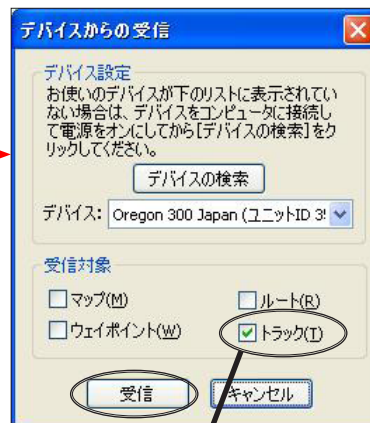 デバイスからの受信
デバイス設定
お使いのデバイスが下のリストに表示されてい
ない場合は、デバイスをコンピュータに接続し
て電源をオンにしてから[デバイスの検索]をク
リックしてください。
デバイスの検索
デバイス: Oregon 300 Japan (ユニットID 3
受信対象
マップ(M) ルート(R)
ウェイポイント(W) トラック(T)
受信 キャンセル